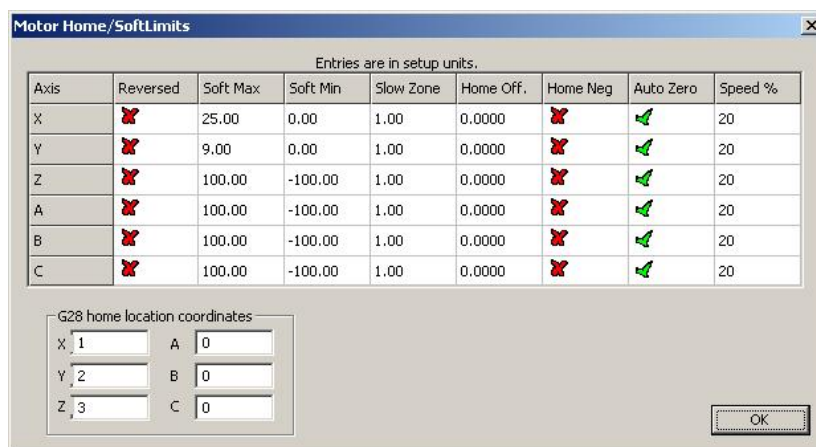 Motor Home/SoftLimits
Entries are in setup units.
Axis Reversed Soft Max Soft Min Slow Zone Home Off. Home Neg Auto Zero Speed %
X 25.00 0.00 1.00 0.0000 20
Y 9.00 0.00 1.00 0.0000 20
Z 100.00 -100.00 1.00 0.0000 20
A 100.00 -100.00 1.00 0.0000 20
B 100.00 -100.00 1.00 0.0000 20
C 100.00 -100.00 1.00 0.0000 20
G28 home location coordinates
X 1 A 0
Y 2 B 0
Z 3 C 0
OK